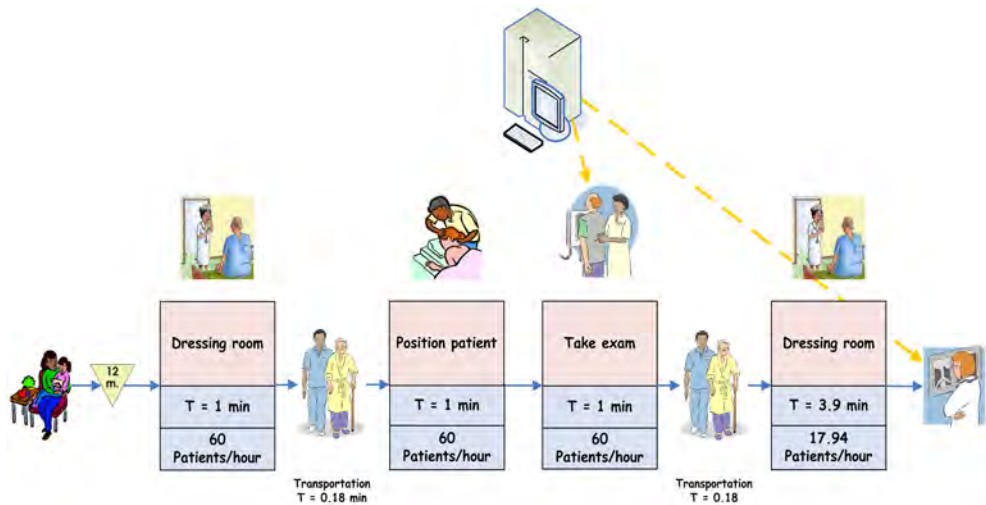 12
m.
Dressing room
T = 1 min
60
Patients/hour
Transportation
T = 0.18 min
Position patient
T = 1 min
60
Patients/hour
Take exam
T = 1 min
60
Patients/hour
Transportation
T = 0.18
Dressing room
T = 3.9 min
17.94
Patients/hour